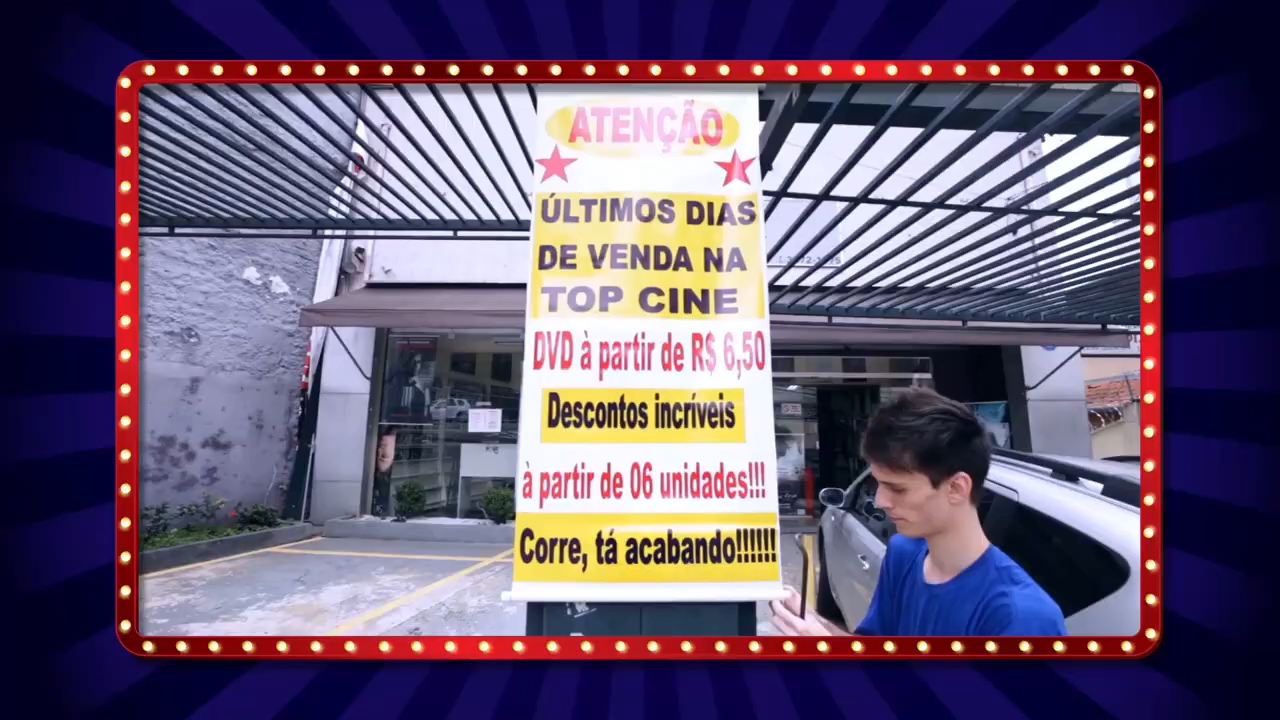 ATENÇÃO
ÚLTIMOS DIAS
DE VENDA NA
TOP CINE
DVD à partir de R$ 6,50
Descontos incríveis
à partir de 06 unidades!!!
Corre, tá acabando!!!!!!